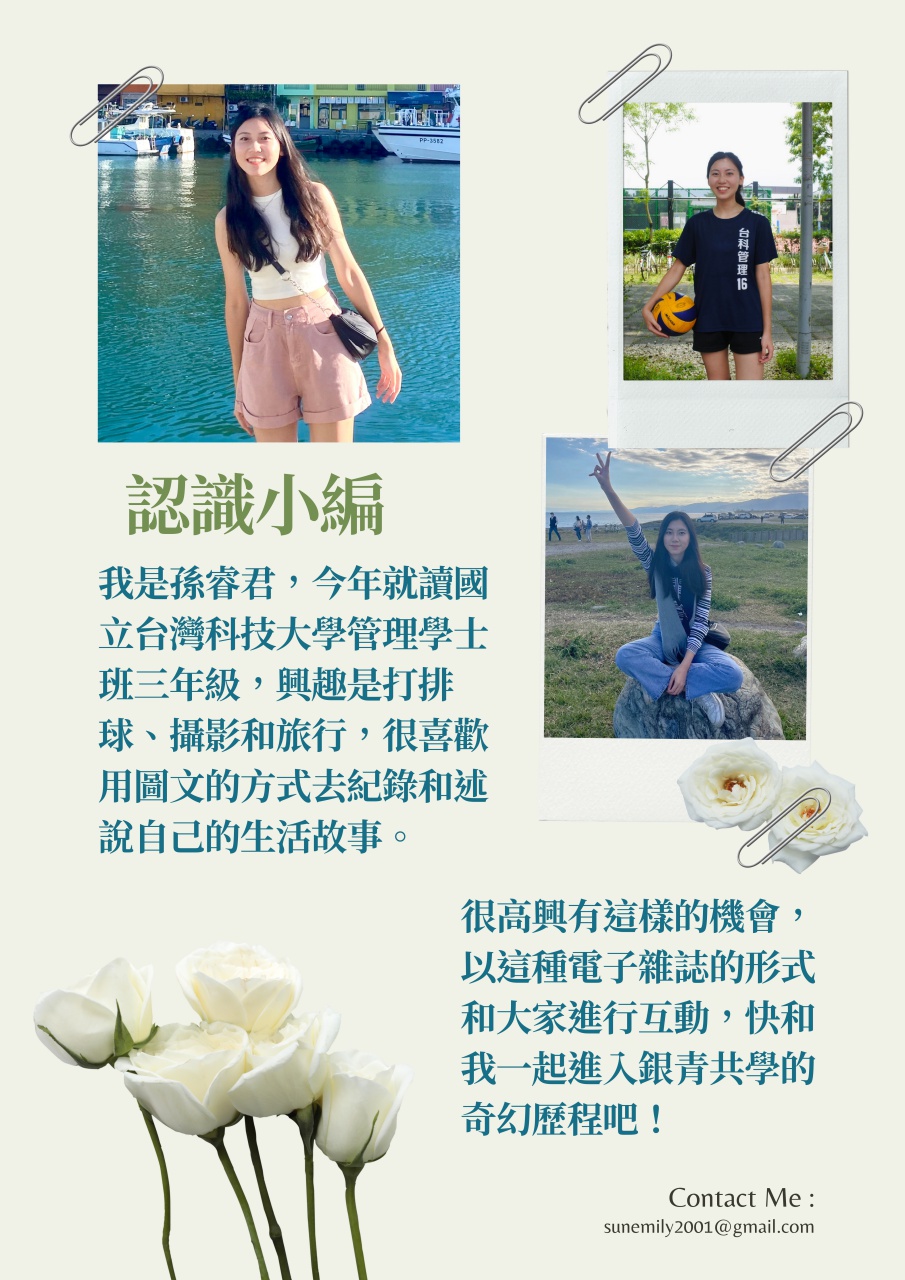 PP-3582
台科管理16
認識小編
我是孫睿君，今年就讀國
立台灣科技大學管理學士
班三年級，興趣是打排
球、攝影和旅行，很喜歡
用圖文的方式去紀錄和述
說自己的生活故事。
很高興有這樣的機會，
以這種電子雜誌的形式
和大家進行互動，快和
我一起進入銀青共學的
奇幻歷程吧！
Contact Me :
sunemily2001@gmail.com